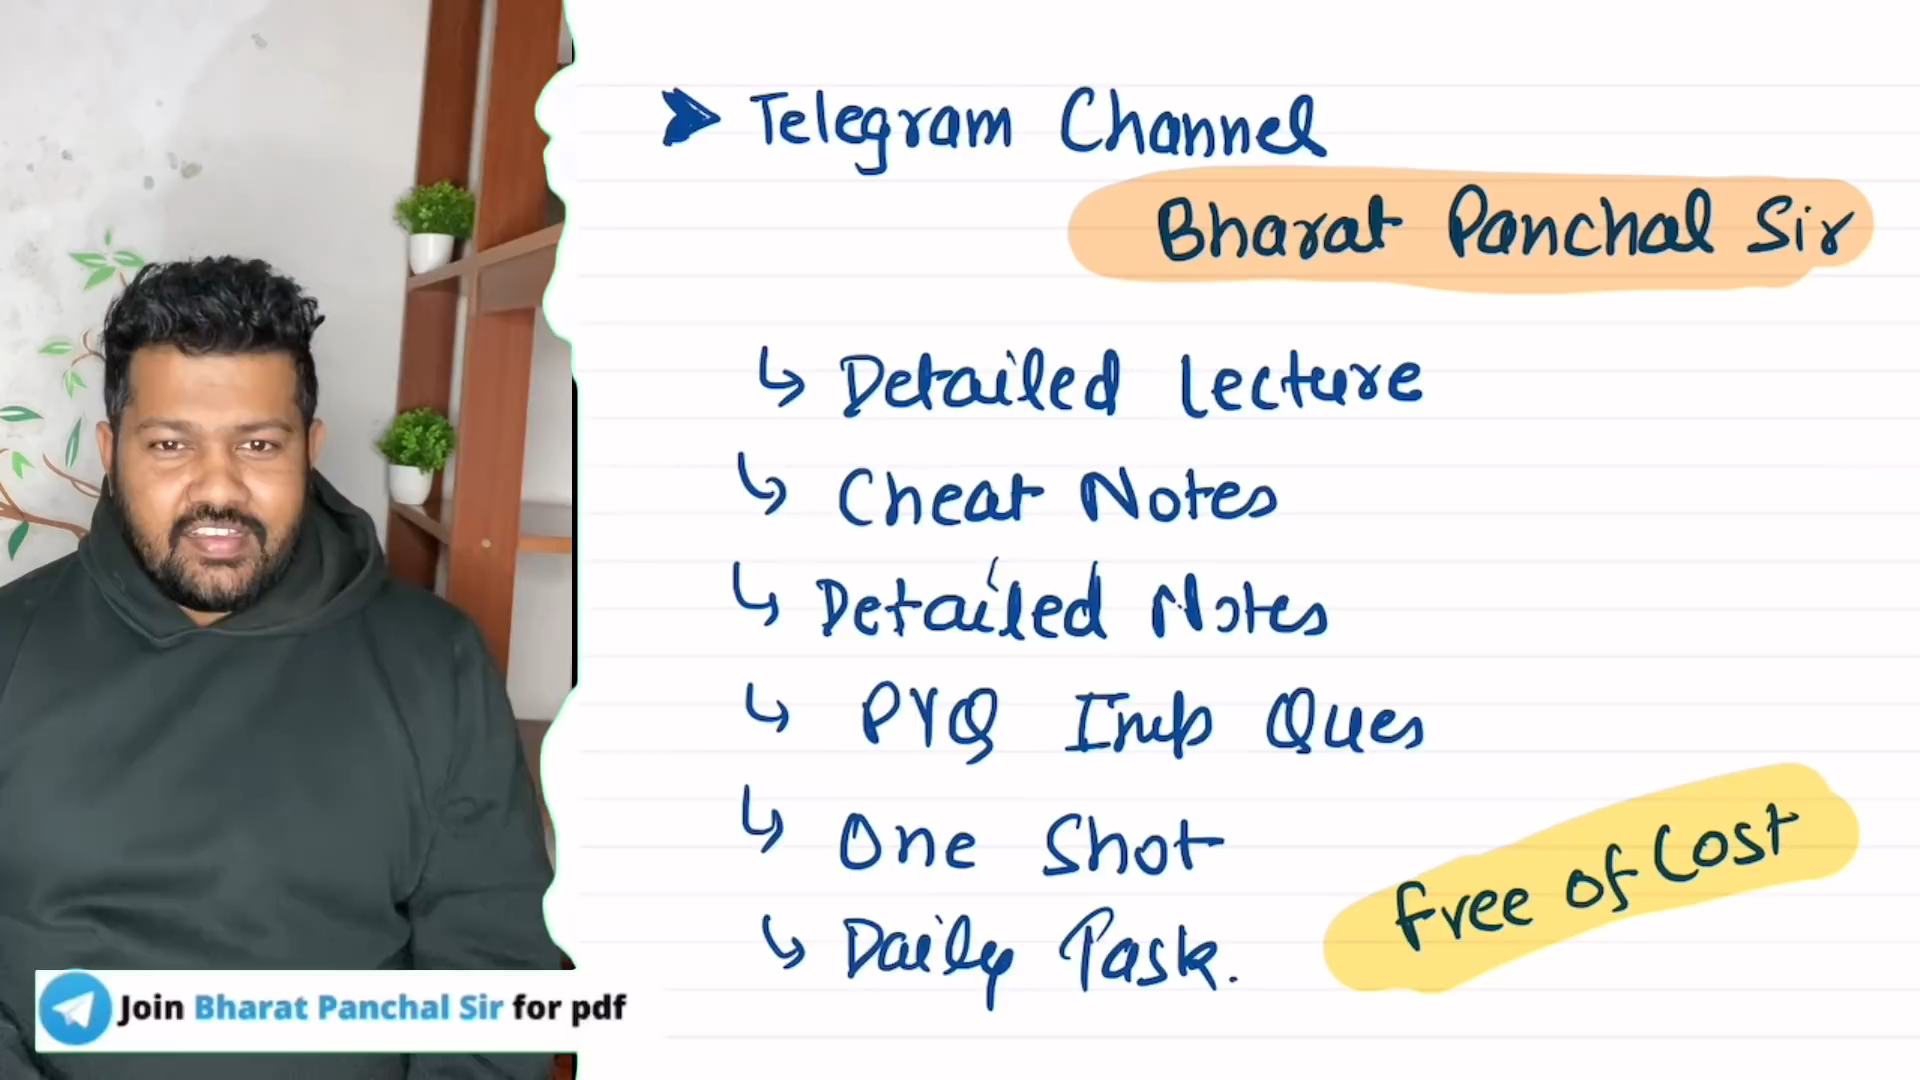 Telegram Channel
Bharat Panchal Sir
Detailed Lecture
Cheat Notes
Detailed Notes
PYQ Imp Ques
One Shot
Daily Task.
Free of Cost
Join Bharat Panchal Sir for pdf